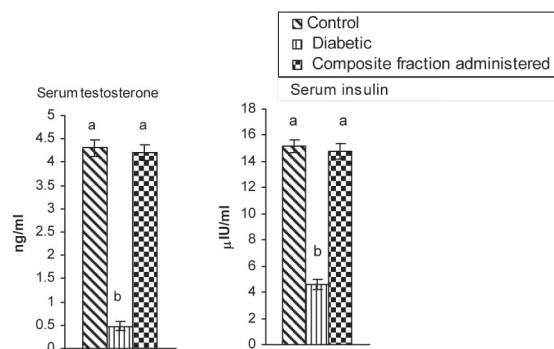 Control
Diabetic
Composite fraction administered
Serum testosterone
a
a
b
5
4.5
4
3.5
3
2.5
2
1.5
1
0.5
0
ng/ml
Serum insulin
a
a
b
18
16
14
12
10
8
6
4
2
0
μIU/ml